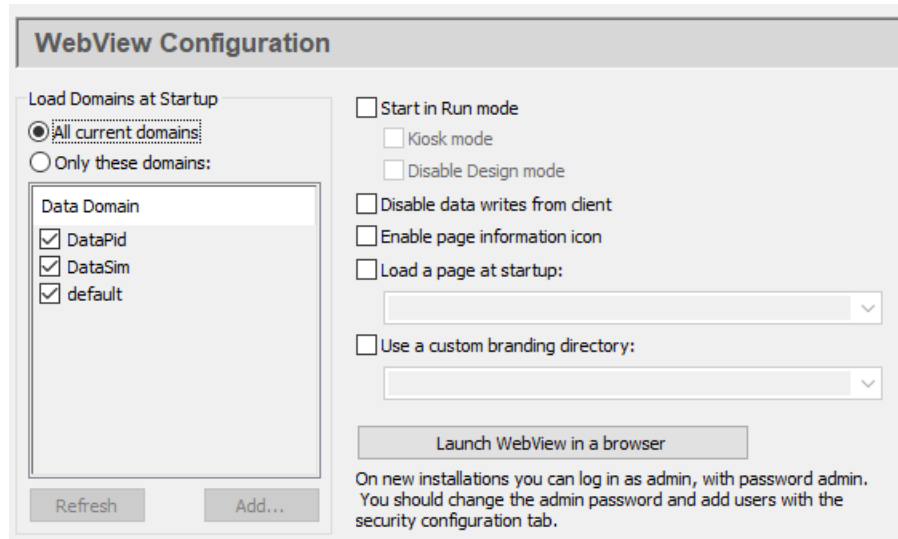 WebView Configuration
Load Domains at Startup
All current domains
Only these domains:
Data Domain
DataPid
DataSim
default
Refresh
Add...
Start in Run mode
Kiosk mode
Disable Design mode
Disable data writes from client
Enable page information icon
Load a page at startup:
Use a custom branding directory:
Launch WebView in a browser
On new installations you can log in as admin, with password admin.
You should change the admin password and add users with the
security configuration tab.